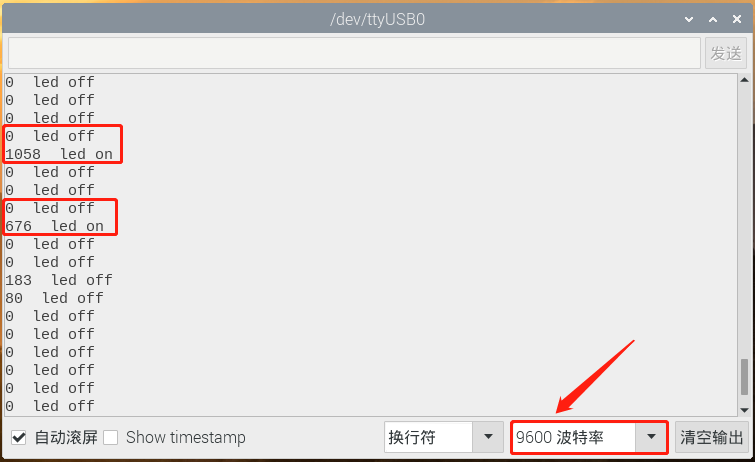 /dev/ttyUSB0
发送
0  led off
0  led off
0  led off
0  led off
1058  led on
0  led off
0  led off
0  led off
676  led on
0  led off
0  led off
183  led off
80  led off
0  led off
0  led off
0  led off
0  led off
0  led off
0  led off
自动滚屏 Show timestamp 换行符 9600 波特率 清空输出